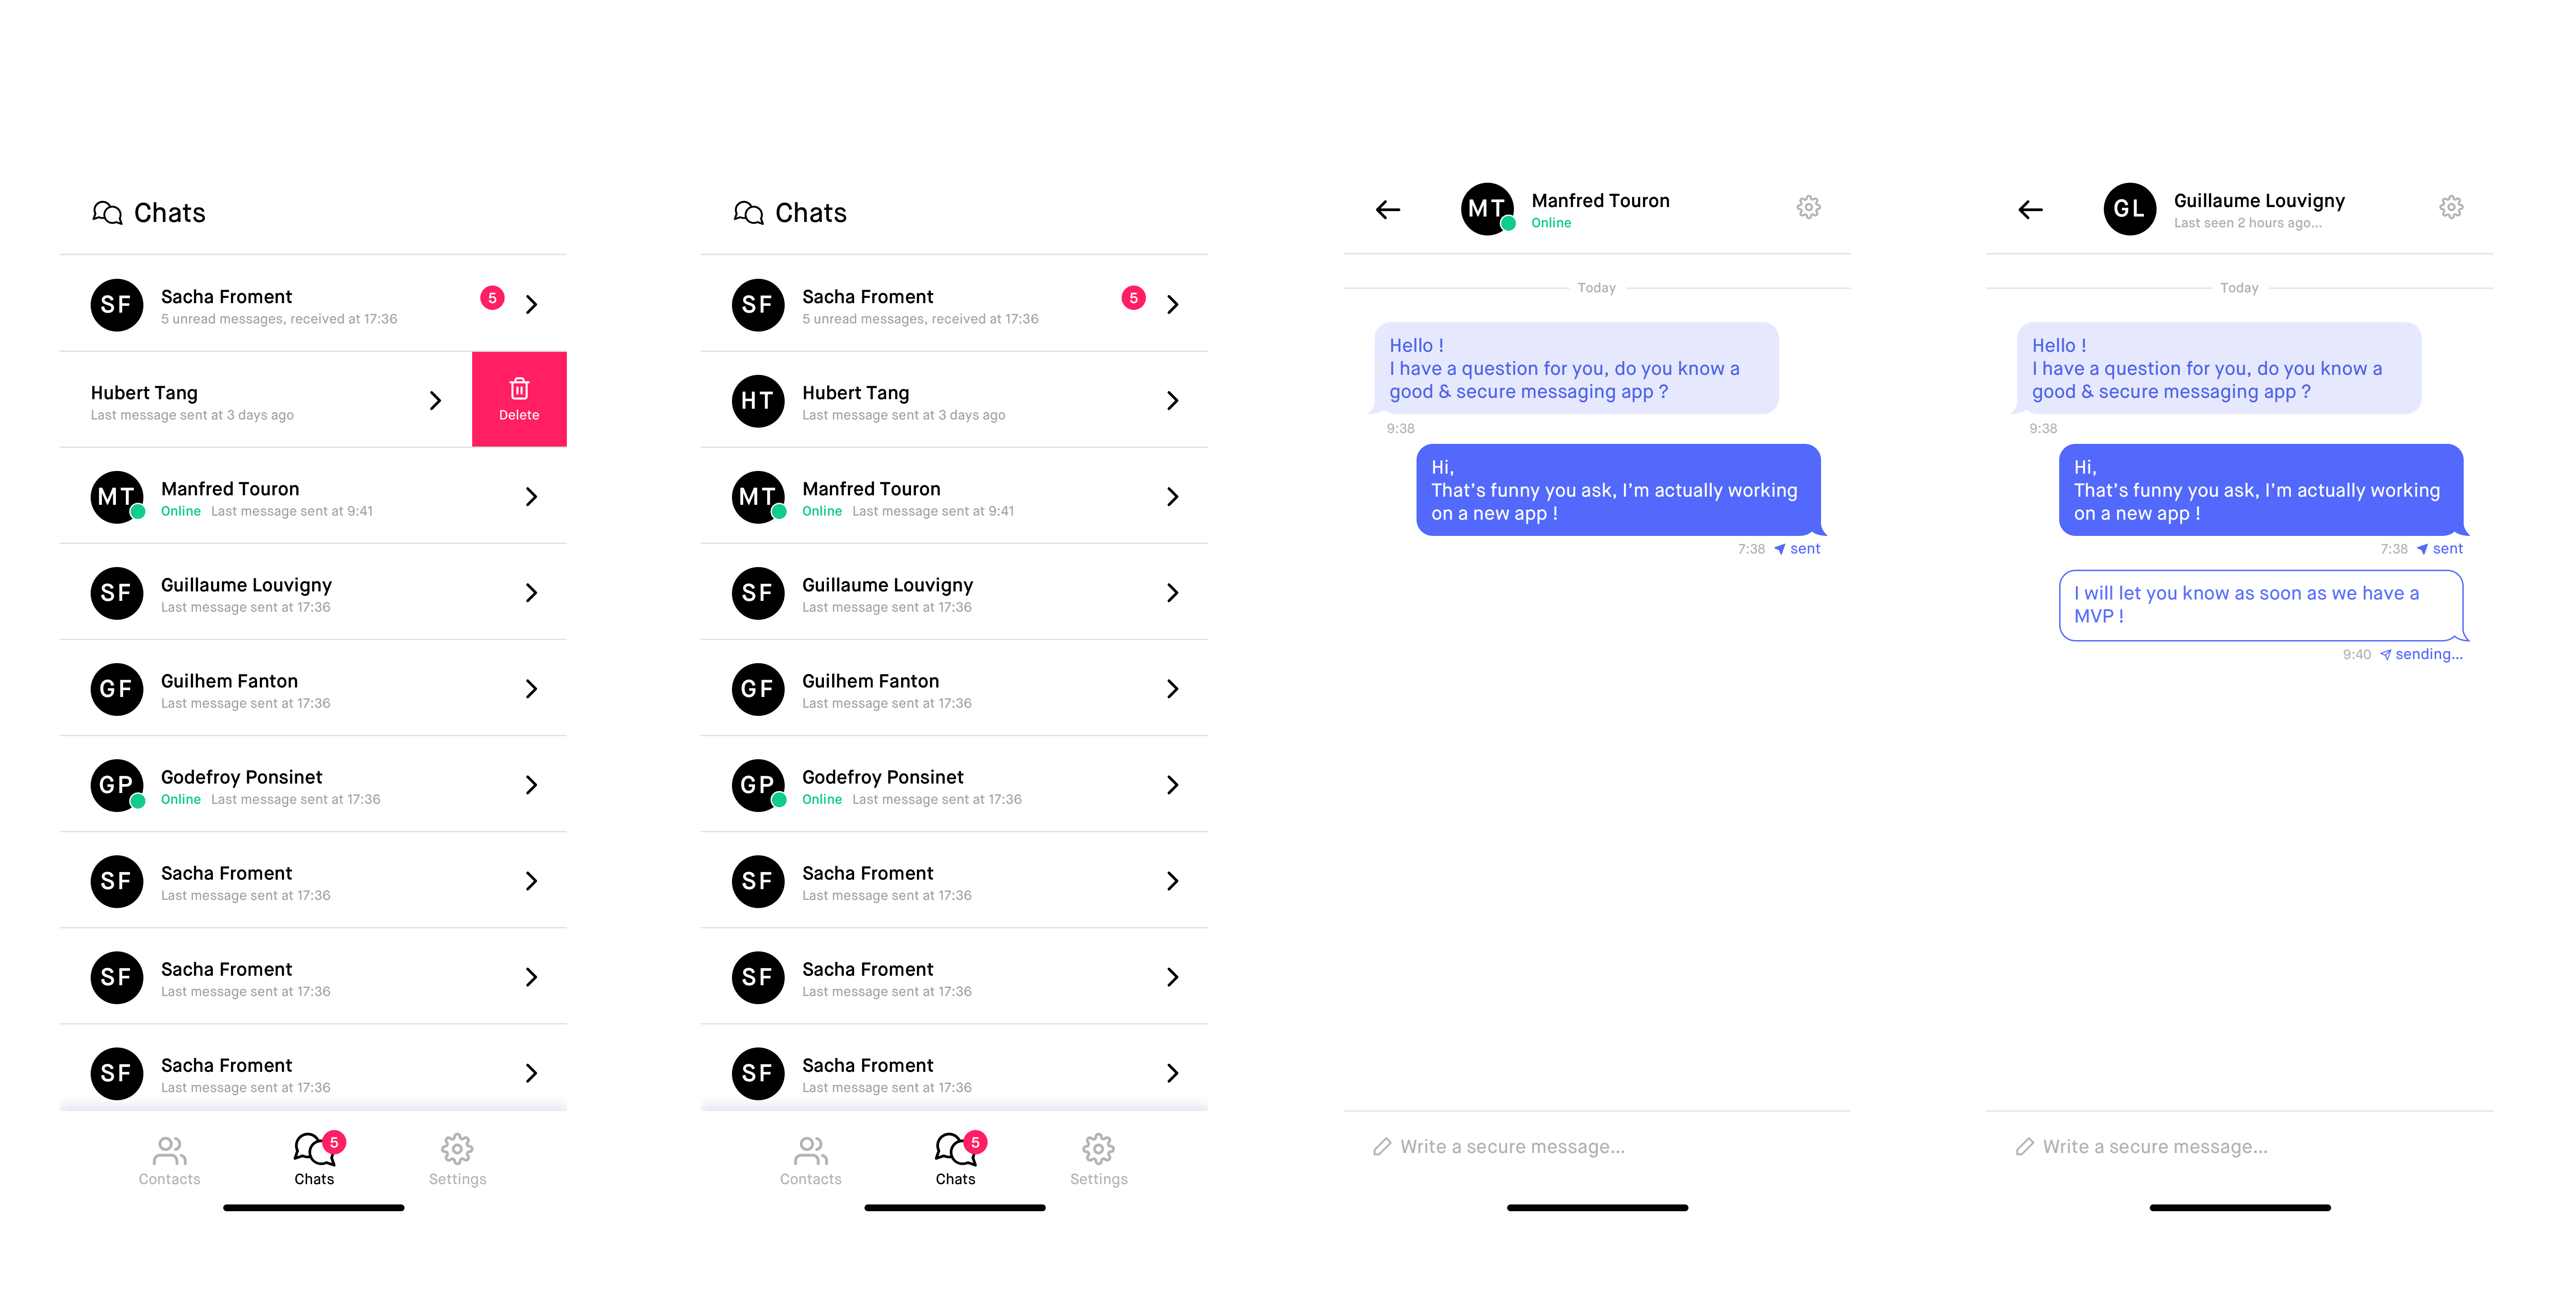 Chats
SF
Sacha Froment
5 unread messages, received at 17:36
5
Hubert Tang
Last message sent at 3 days ago
Delete
MT
Manfred Touron
Online Last message sent at 9:41
SF
Guillaume Louvigny
Last message sent at 17:36
GF
Guilhem Fanton
Last message sent at 17:36
GP
Godefroy Ponsinet
Online Last message sent at 17:36
SF
Sacha Froment
Last message sent at 17:36
SF
Sacha Froment
Last message sent at 17:36
SF
Sacha Froment
Last message sent at 17:36
Contacts
5
Chats
Settings
Chats
SF
Sacha Froment
5 unread messages, received at 17:36
5
HT
Hubert Tang
Last message sent at 3 days ago
MT
Manfred Touron
Online Last message sent at 9:41
SF
Guillaume Louvigny
Last message sent at 17:36
GF
Guilhem Fanton
Last message sent at 17:36
GP
Godefroy Ponsinet
Online Last message sent at 17:36
SF
Sacha Froment
Last message sent at 17:36
SF
Sacha Froment
Last message sent at 17:36
SF
Sacha Froment
Last message sent at 17:36
Contacts
5
Chats
Settings
MT
Manfred Touron
Online
Today
Hello !
I have a question for you, do you know a
good & secure messaging app ?
9:38
Hi,
That’s funny you ask, I’m actually working
on a new app !
7:38 sent
Write a secure message...
GL
Guillaume Louvigny
Last seen 2 hours ago...
Today
Hello !
I have a question for you, do you know a
good & secure messaging app ?
9:38
Hi,
That’s funny you ask, I’m actually working
on a new app !
7:38 sent
I will let you know as soon as we have a
MVP !
9:40 sending...
Write a secure message...